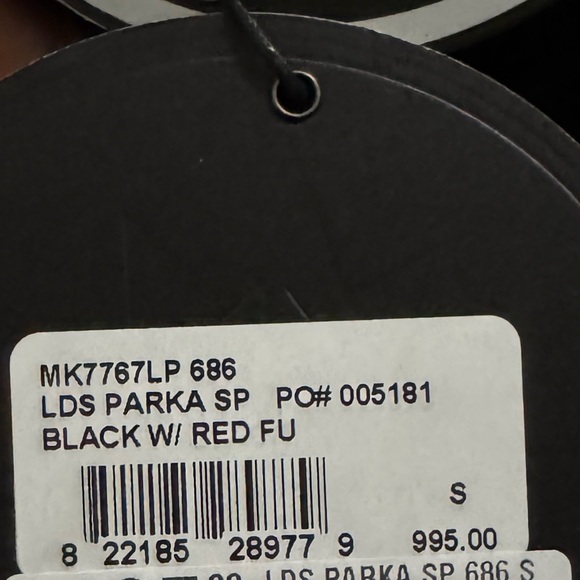 MK7767LP 686
LDS PARKA SP PO# 005181
BLACK W/ RED FU
S
8 22185 28977 9 995.00
LDS PARKA SP 686 S